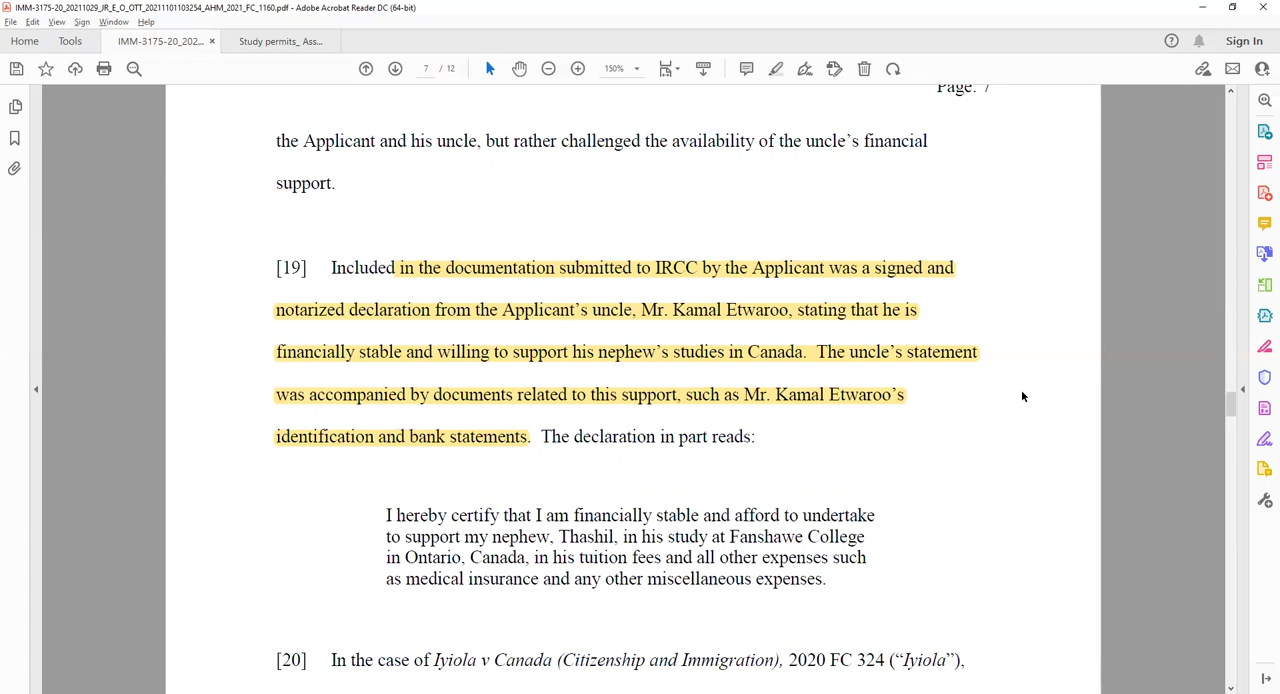 IMM-3175-20_20211029_JR_E_O_OTT_20211101103254_AHM_2021_FC_1160.pdf - Adobe Acrobat Reader DC (64-bit)
File Edit View Sign Window Help
Home Tools IMM-3175-20_202... × Study permits_ Ass... Sign In
7 / 12 150%
Page: 7
the Applicant and his uncle, but rather challenged the availability of the uncle's financial
support.
[19] Included in the documentation submitted to IRCC by the Applicant was a signed and
notarized declaration from the Applicant's uncle, Mr. Kamal Etwaroo, stating that he is
financially stable and willing to support his nephew's studies in Canada. The uncle's statement
was accompanied by documents related to this support, such as Mr. Kamal Etwaroo's
identification and bank statements. The declaration in part reads:
I hereby certify that I am financially stable and afford to undertake
to support my nephew, Thashil, in his study at Fanshawe College
in Ontario, Canada, in his tuition fees and all other expenses such
as medical insurance and any other miscellaneous expenses.
[20] In the case of Iyiola v Canada (Citizenship and Immigration), 2020 FC 324 ("Iyiola"),